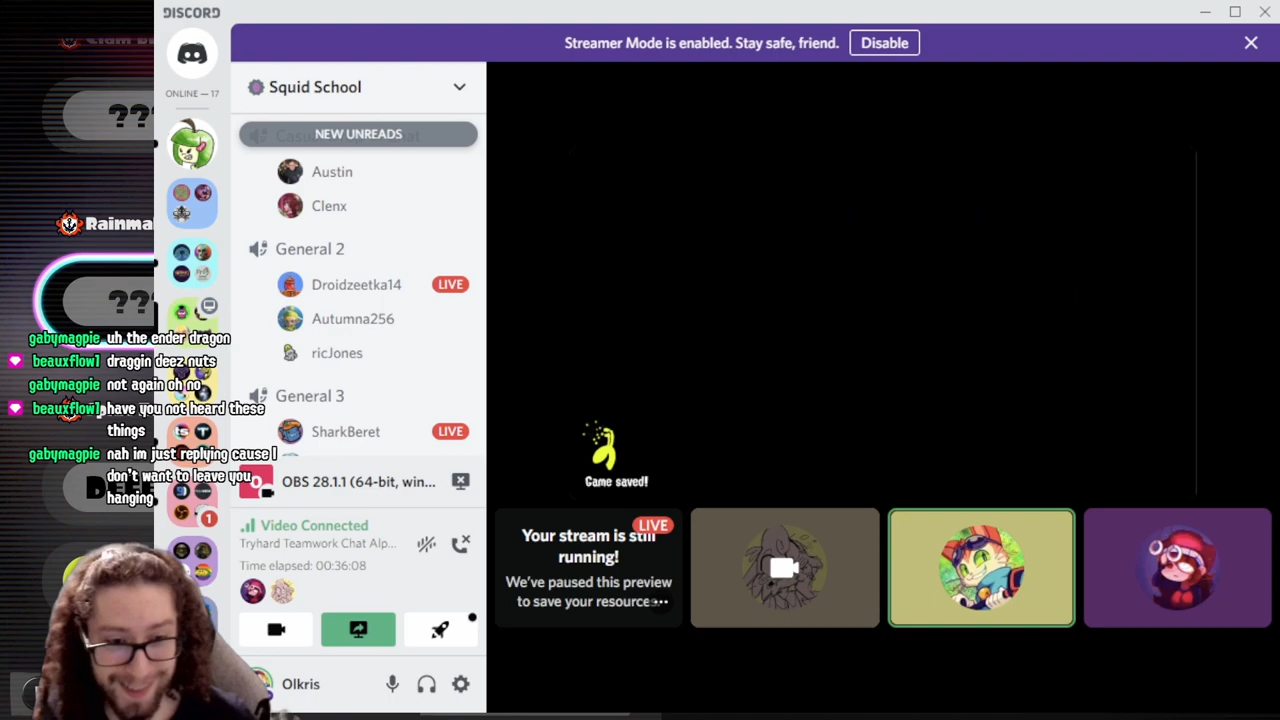 DISCORD
Streamer Mode is enabled. Stay safe, friend.
Disable
ONLINE — 17
Squid School
NEW UNREADS
Austin
Clenx
General 2
Droidzeetka14
LIVE
Autumna256
ricJones
General 3
SharkBeret
LIVE
OBS 28.1.1 (64-bit, win...
Video Connected
Tryhard Teamwork Chat Alp...
Time elapsed: 00:36:08
Olkris
1
???
Rainma
???
gabymagpie uh the ender dragon
beauxflow1 draggin deez nuts
gabymagpie not again oh no
beauxflow1 have you not heard these
things
gabymagpie nah im just replying cause I
don't want to leave you
hanging
Game saved!
LIVE
Your stream is still
running!
We've paused this preview
to save your resource...